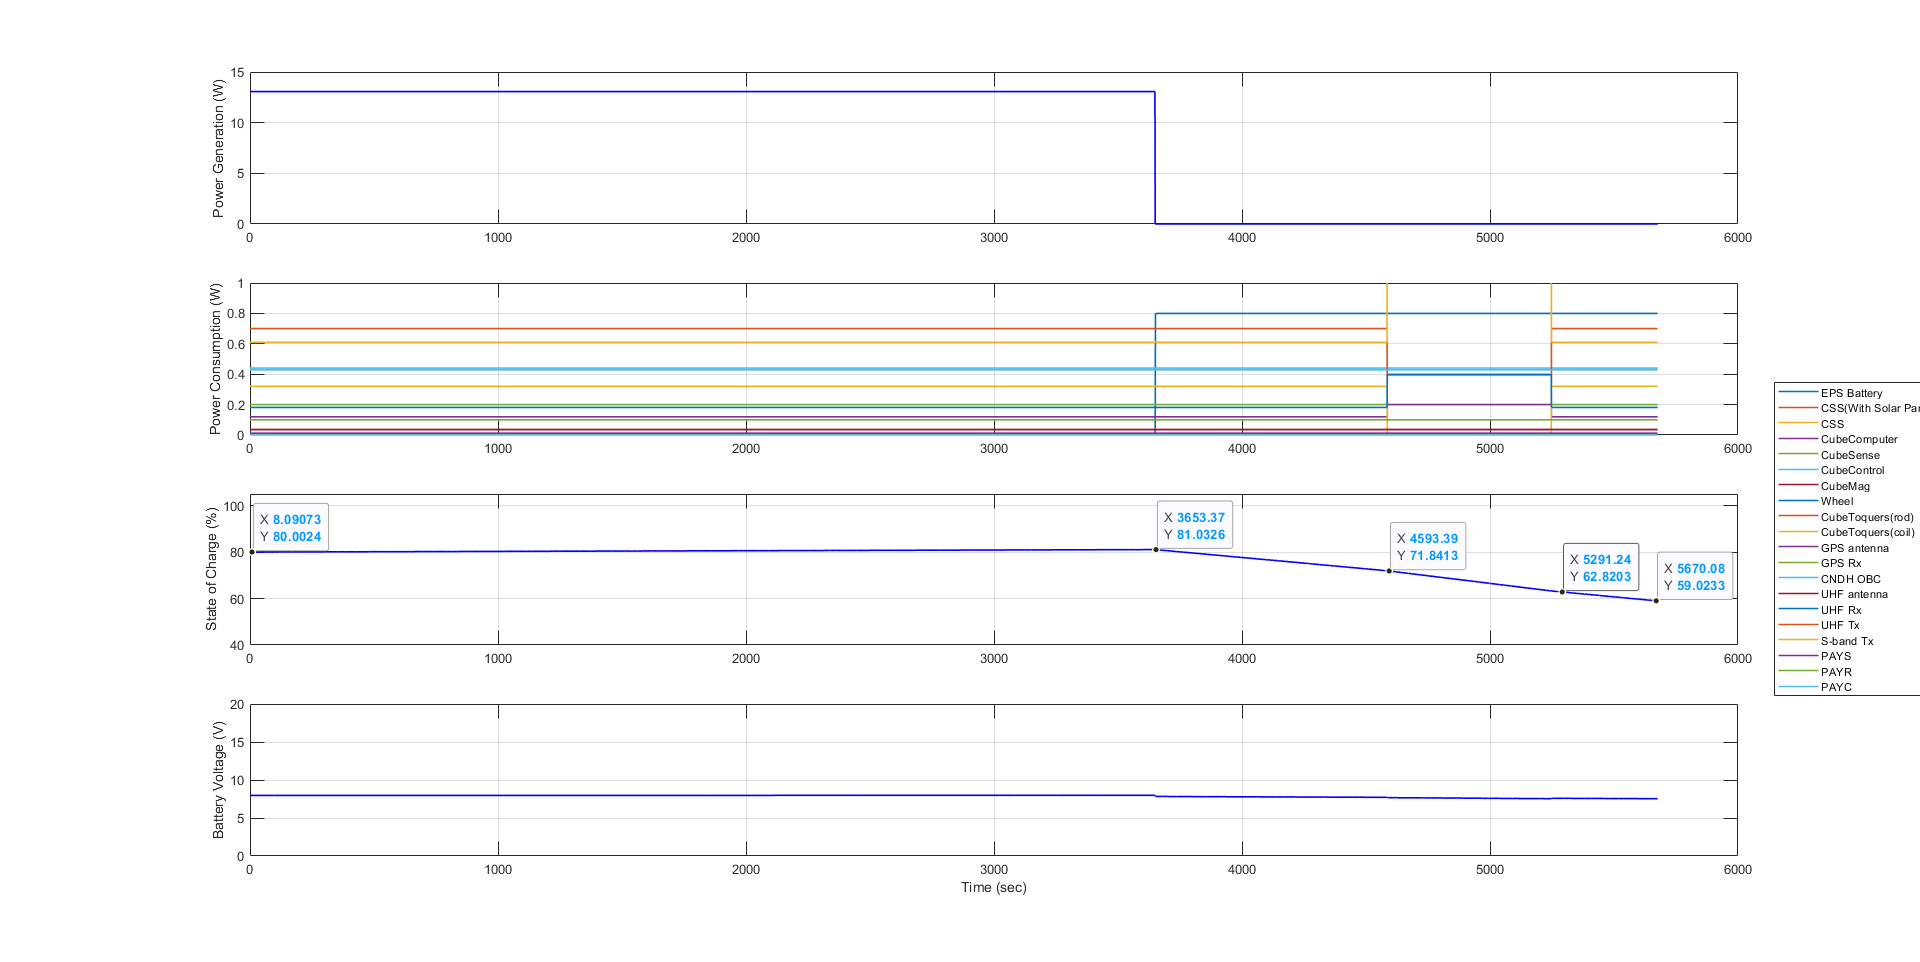 Power Generation (W)
15
10
5
0
0 1000 2000 3000 4000 5000 6000
Power Consumption (W)
1
0.8
0.6
0.4
0.2
0
0 1000 2000 3000 4000 5000 6000
EPS Battery
CSS(With Solar Par
CSS
CubeComputer
CubeSense
CubeControl
CubeMag
Wheel
CubeToquers(rod)
CubeToquers(coil)
GPS antenna
GPS Rx
CNDH OBC
UHF antenna
UHF Rx
UHF Tx
S-band Tx
PAYS
PAYR
PAYC
State of Charge (%)
100
80
60
40
X 8.09073
Y 80.0024
X 3653.37
Y 81.0326
X 4593.39
Y 71.8413
X 5291.24
Y 62.8203
X 5670.08
Y 59.0233
0 1000 2000 3000 4000 5000 6000
Battery Voltage (V)
20
15
10
5
0
0 1000 2000 3000 4000 5000 6000
Time (sec)